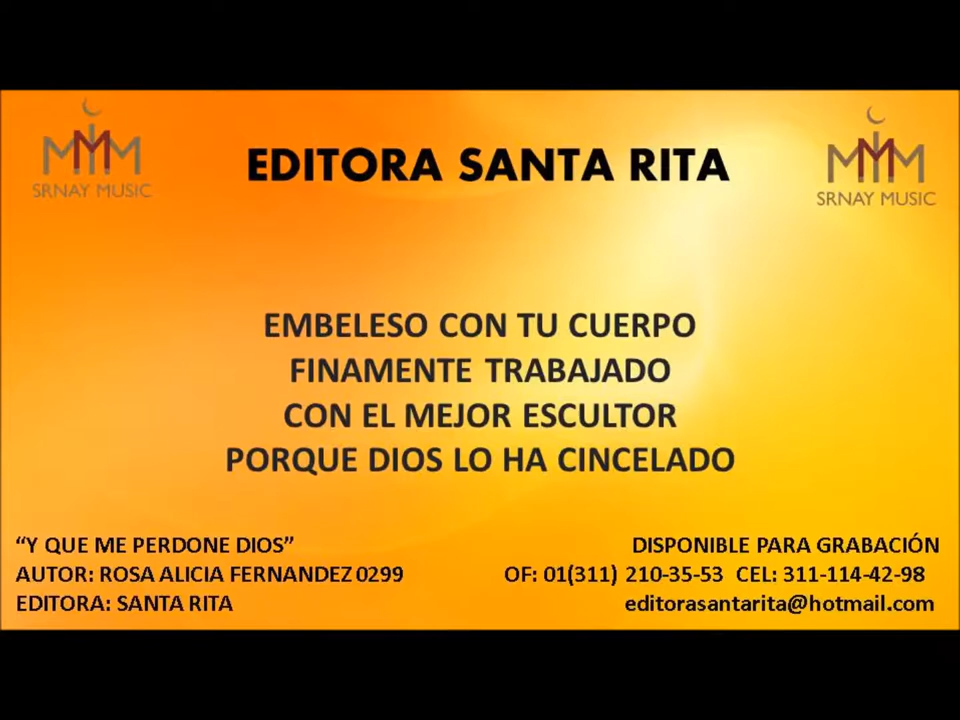 EDITORA SANTA RITA
SRNAY MUSIC
SRNAY MUSIC
EMBELESO CON TU CUERPO
FINAMENTE TRABAJADO
CON EL MEJOR ESCULTOR
PORQUE DIOS LO HA CINCELADO
“Y QUE ME PERDONE DIOS”
AUTOR: ROSA ALICIA FERNANDEZ 0299
EDITORA: SANTA RITA
DISPONIBLE PARA GRABACIÓN
OF: 01(311) 210-35-53 CEL: 311-114-42-98
editorasantarita@hotmail.com